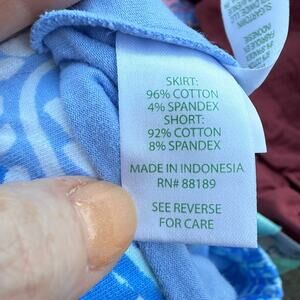 SKIRT:
96% COTTON
4% SPANDEX
SHORT:
92% COTTON
8% SPANDEX
MADE IN INDONESIA
RN# 88189
SEE REVERSE
FOR CARE